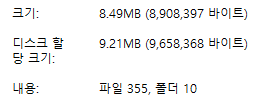 크기: 8.49MB (8,908,397 바이트)
디스크 할 9.21MB (9,658,368 바이트)
당 크기:
내용: 파일 355, 폴더 10